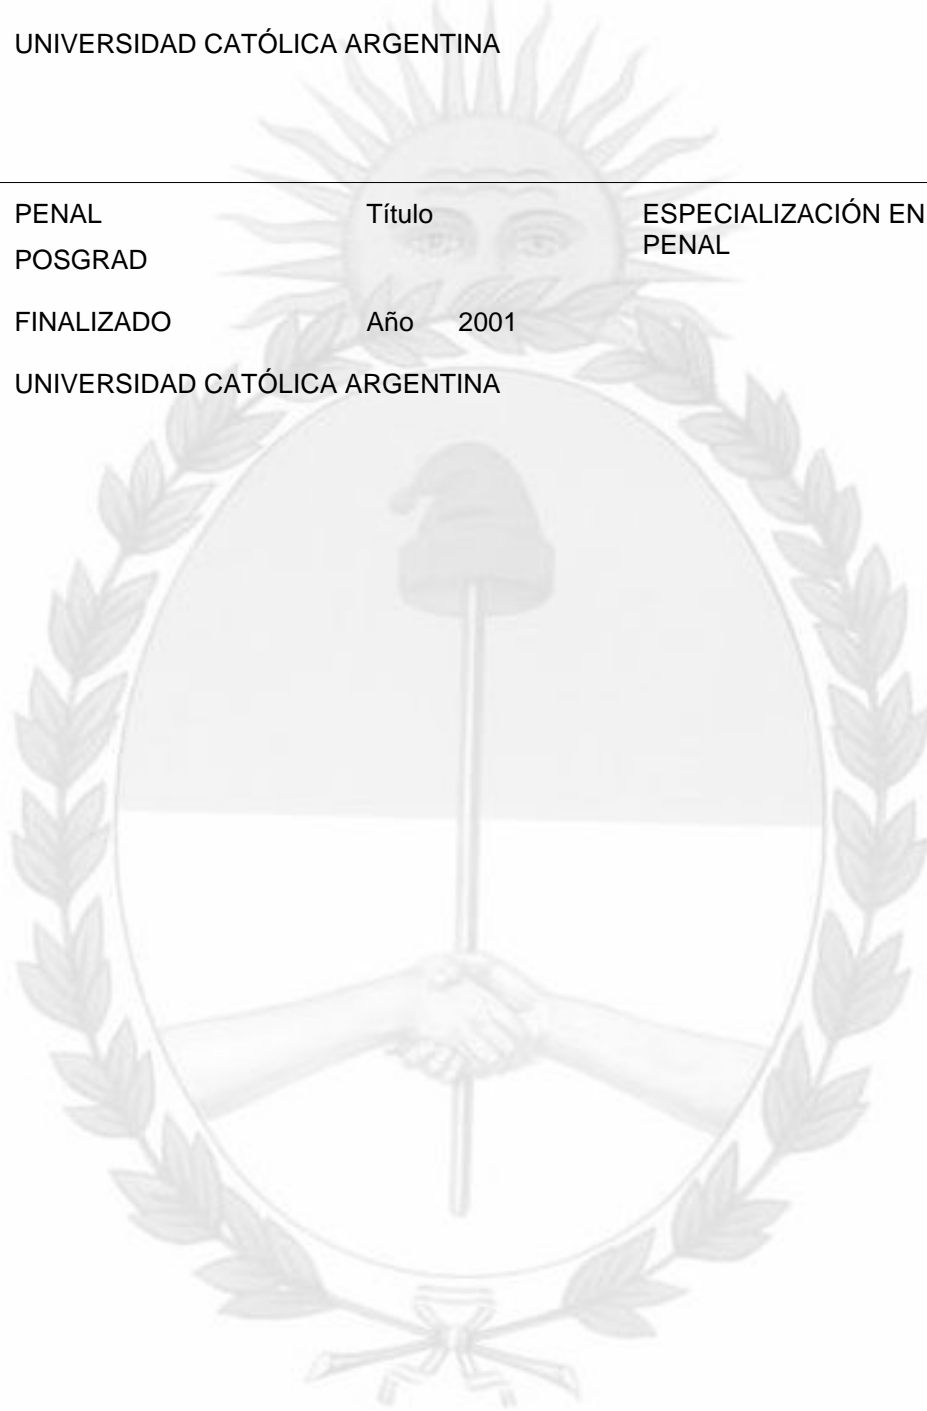 UNIVERSIDAD CATÓLICA ARGENTINA
PENAL Título ESPECIALIZACIÓN EN
PENAL
POSGRAD
FINALIZADO Año 2001
UNIVERSIDAD CATÓLICA ARGENTINA